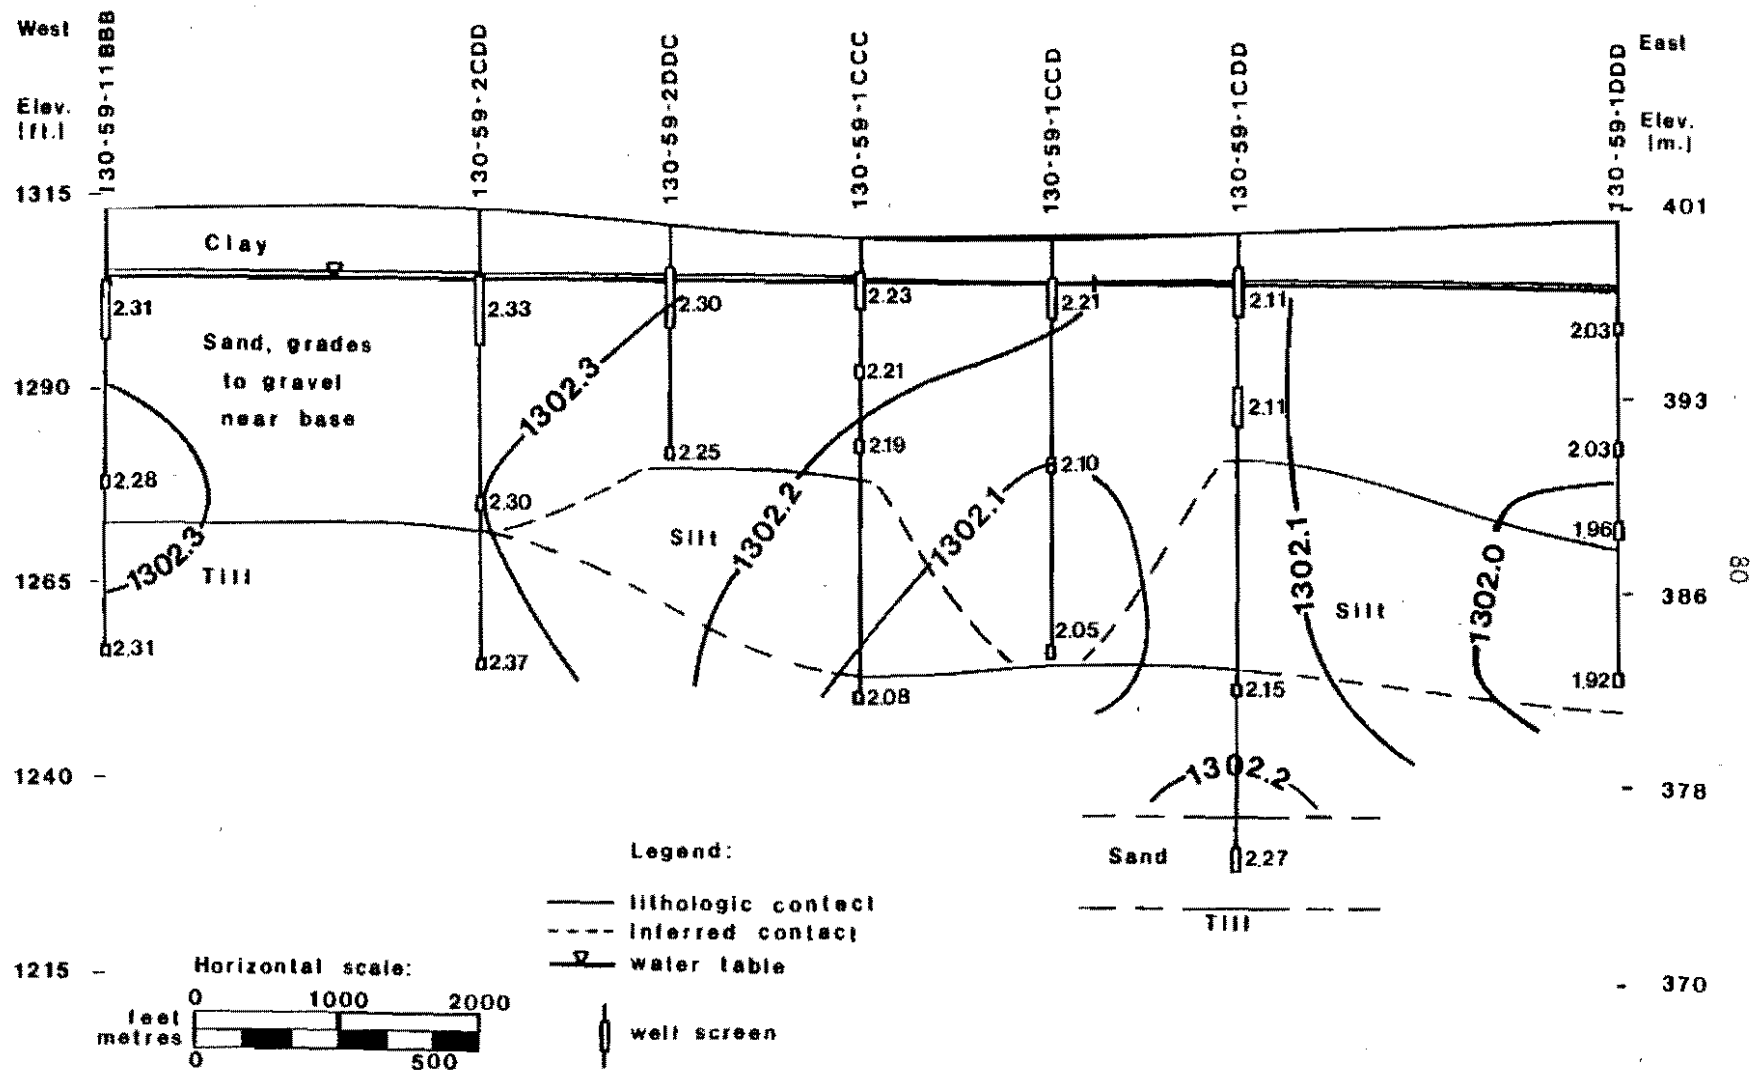 West
Elev.
[ft.]
130-59-11BBB
130-59-2CDD
130-59-2DDC
130-59-1CCC
130-59-1CCD
130-59-1CDD
130-59-1DDD
East
Elev.
[m.]
1315
401
Clay
2.31
2.33
2.30
2.23
2.21
2.11
2.03
Sand, grades
to gravel
near base
1290
393
1302.3
2.21
2.11
2.19
2.03
2.25
2.10
2.28
2.30
1302.2
1302.1
1302.1
1.96
Silt
1302.3
1302.0
80
1265
Till
386
Silt
2.31
2.37
2.05
1.92
2.08
2.15
1240
1302.2
378
Legend:
Sand
2.27
lithologic contact
inferred contact
Till
water table
1215
370
Horizontal scale:
0 1000 2000
feet
metres
0 500
well screen